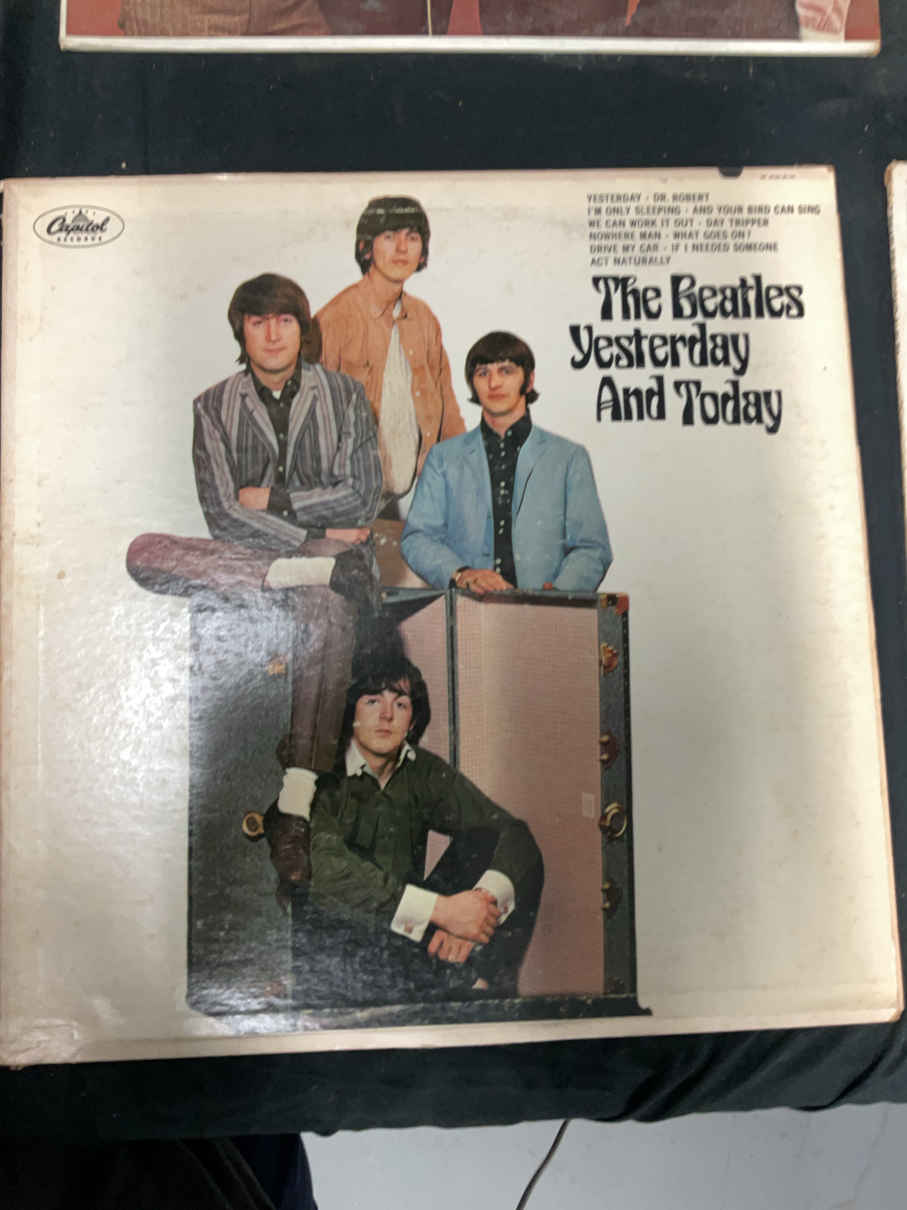 Capitol
RECORDS
YESTERDAY · DR. ROBERT
I'M ONLY SLEEPING · AND YOUR BIRD CAN SING
WE CAN WORK IT OUT · DAY TRIPPER
NOWHERE MAN · WHAT GOES ON?
DRIVE MY CAR · IF I NEEDED SOMEONE
ACT NATURALLY
The Beatles
Yesterday
And Today